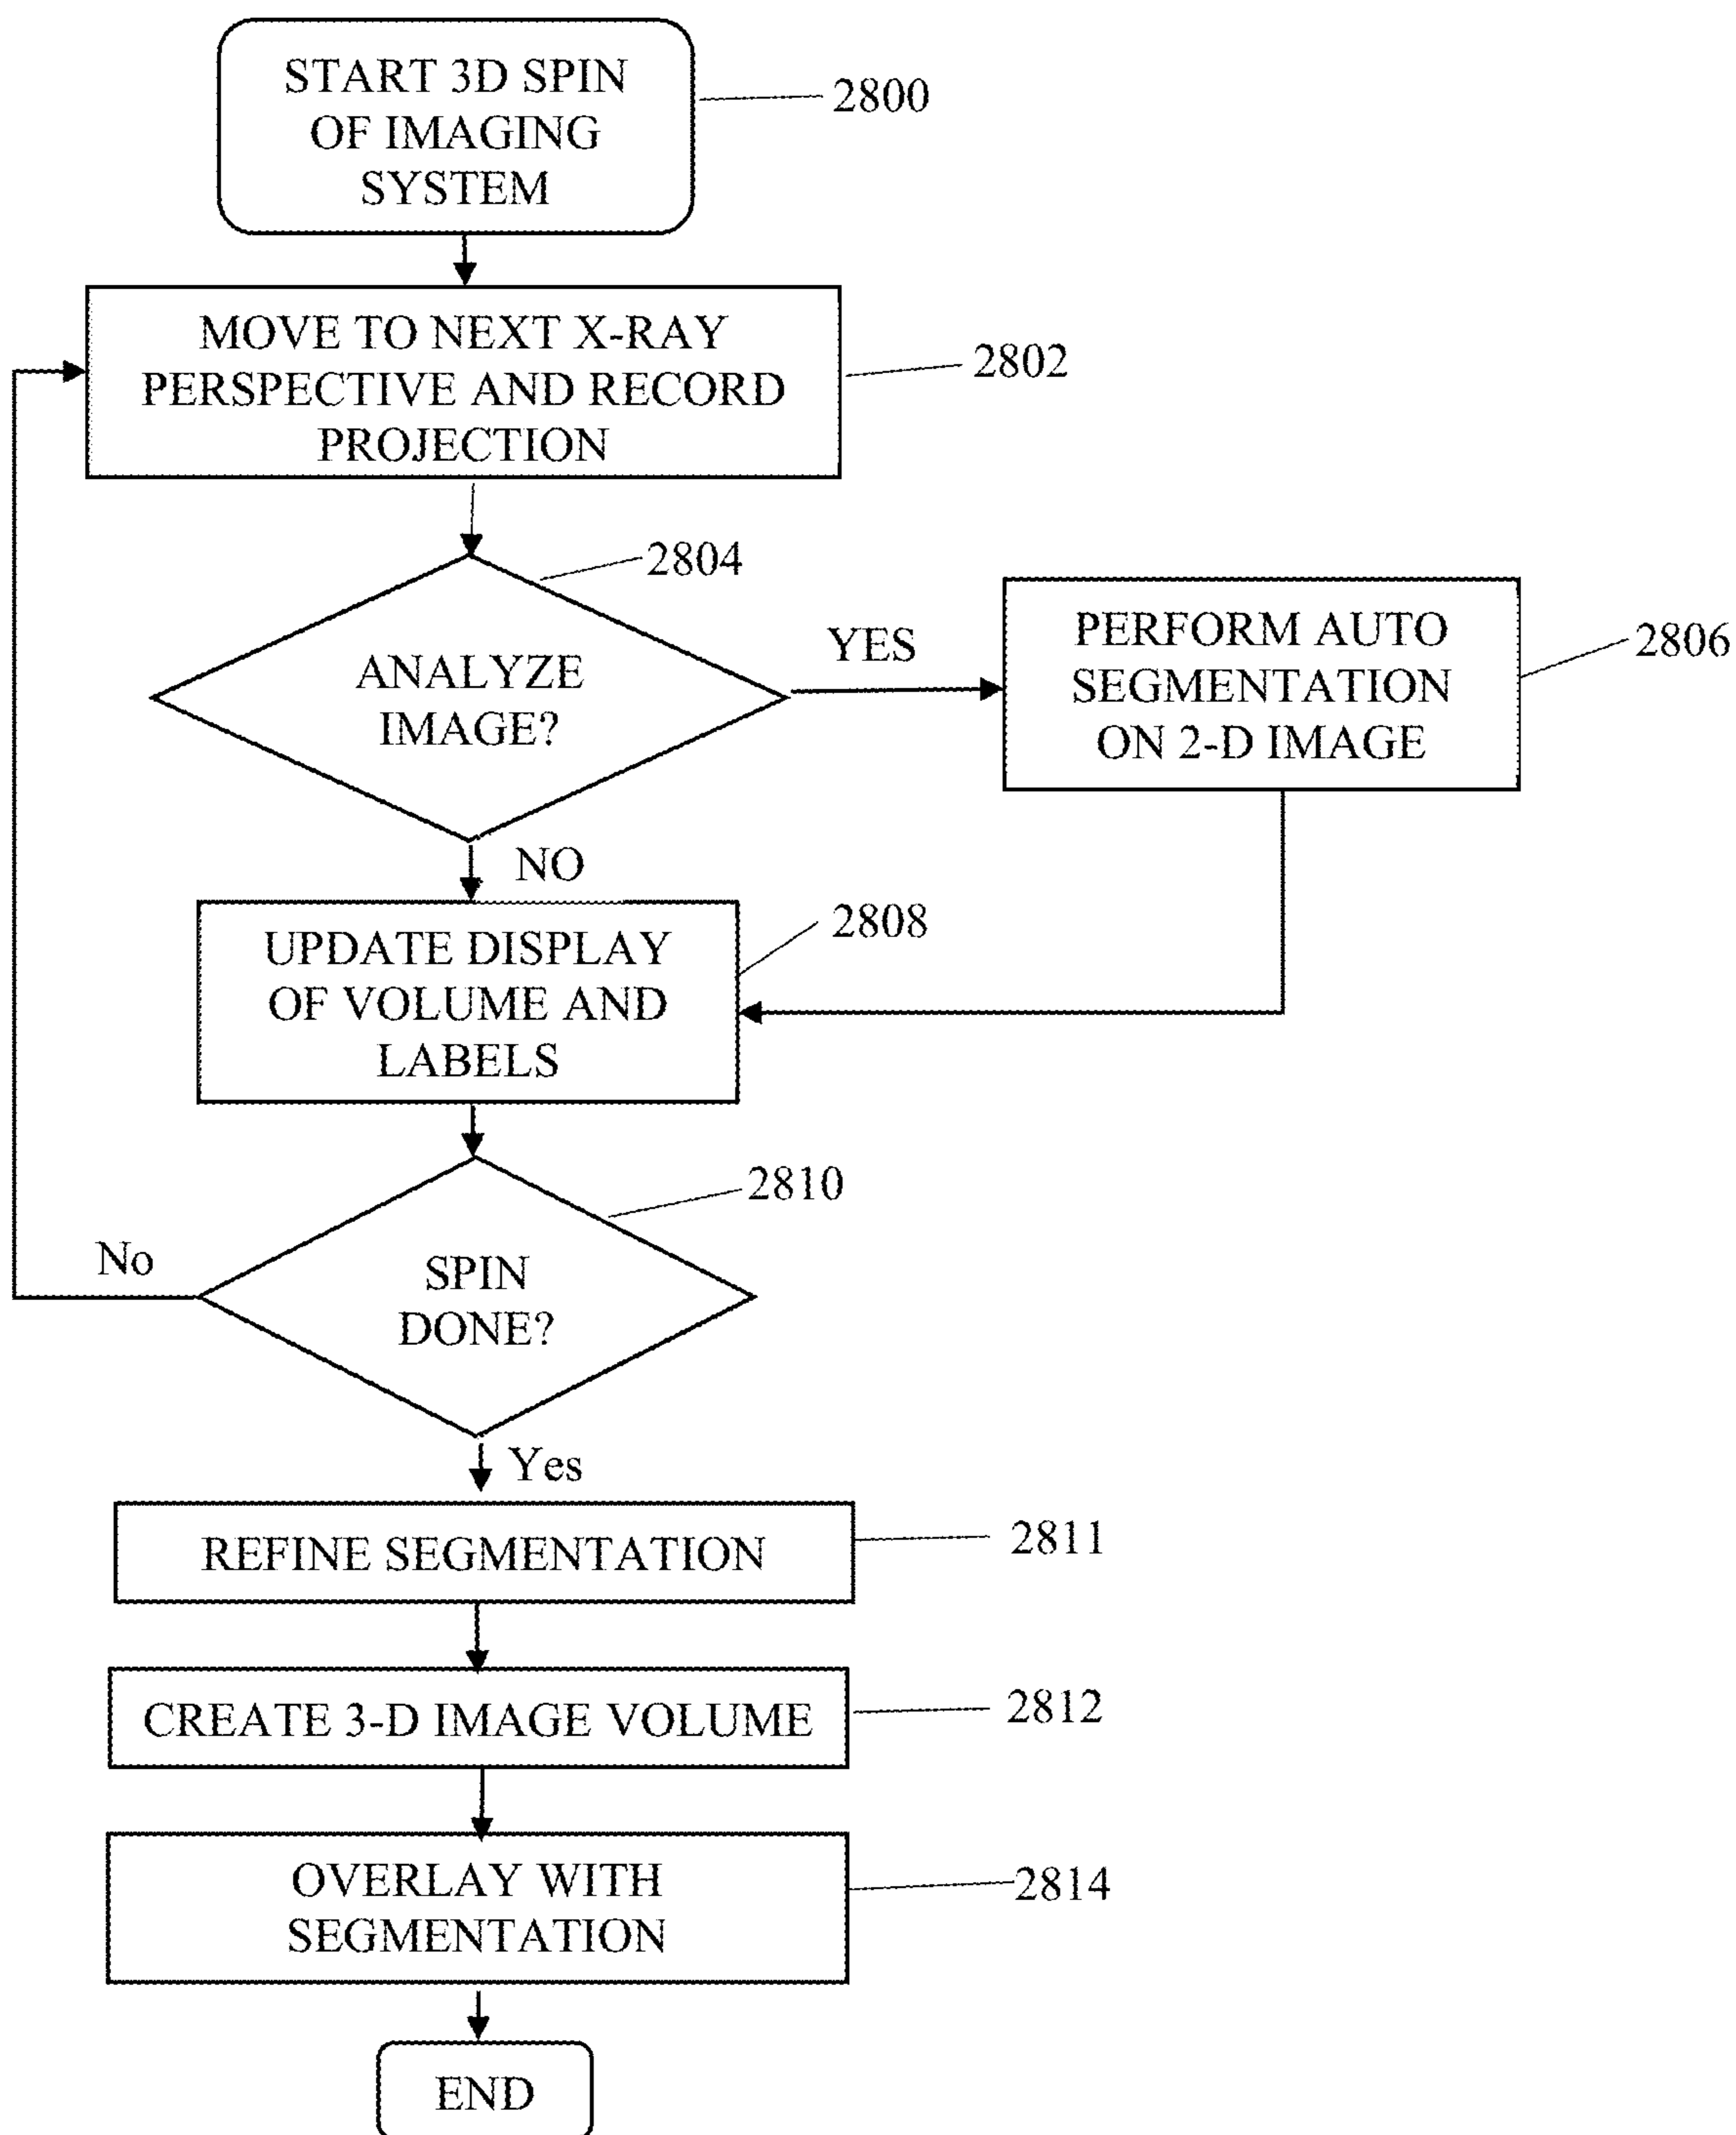 START 3D SPIN
OF IMAGING
SYSTEM
2800
MOVE TO NEXT X-RAY
PERSPECTIVE AND RECORD
PROJECTION
2802
2804
ANALYZE
IMAGE?
YES
PERFORM AUTO
SEGMENTATION
ON 2-D IMAGE
2806
NO
UPDATE DISPLAY
OF VOLUME AND
LABELS
2808
2810
SPIN
DONE?
No
Yes
REFINE SEGMENTATION
2811
CREATE 3-D IMAGE VOLUME
2812
OVERLAY WITH
SEGMENTATION
2814
END